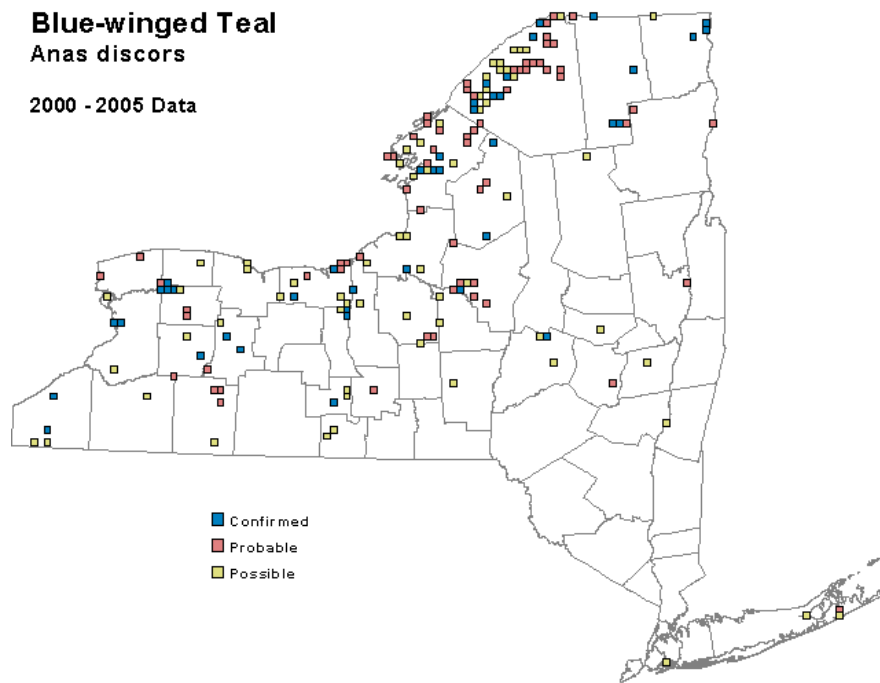 Blue-winged Teal
Anas discors
2000 - 2005 Data
Confirmed
Probable
Possible